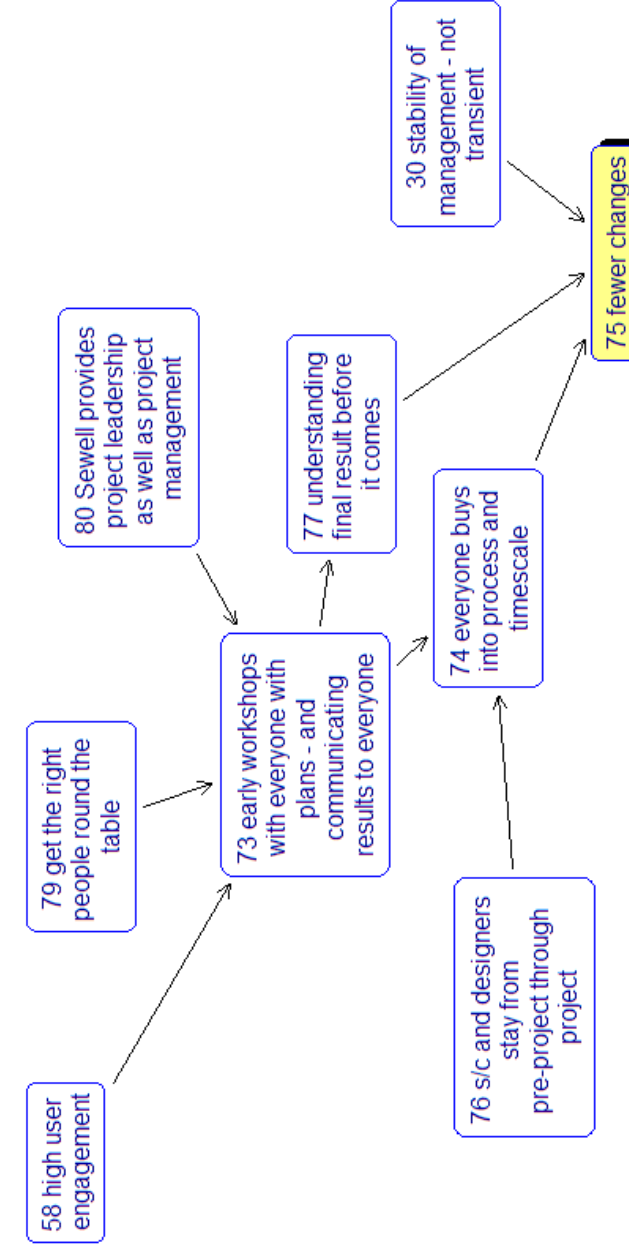 58 high user
engagement
79 get the right
people round the
table
80 Sewell provides
project leadership
as well as project
management
73 early workshops
with everyone with
plans - and
communicating
results to everyone
77 understanding
final result before
it comes
30 stability of
management - not
transient
76 s/c and designers
stay from
pre-project through
project
74 everyone buys
into process and
timescale
75 fewer changes